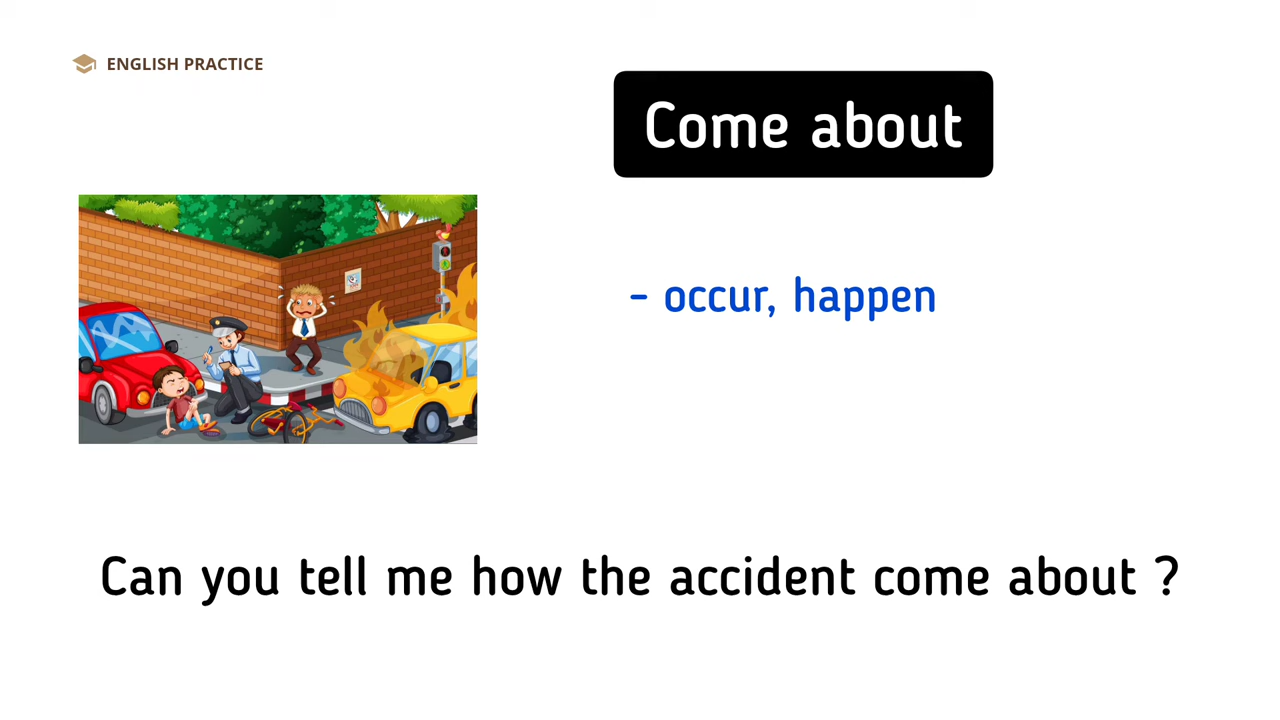 ENGLISH PRACTICE
Come about
- occur, happen
Can you tell me how the accident come about ?